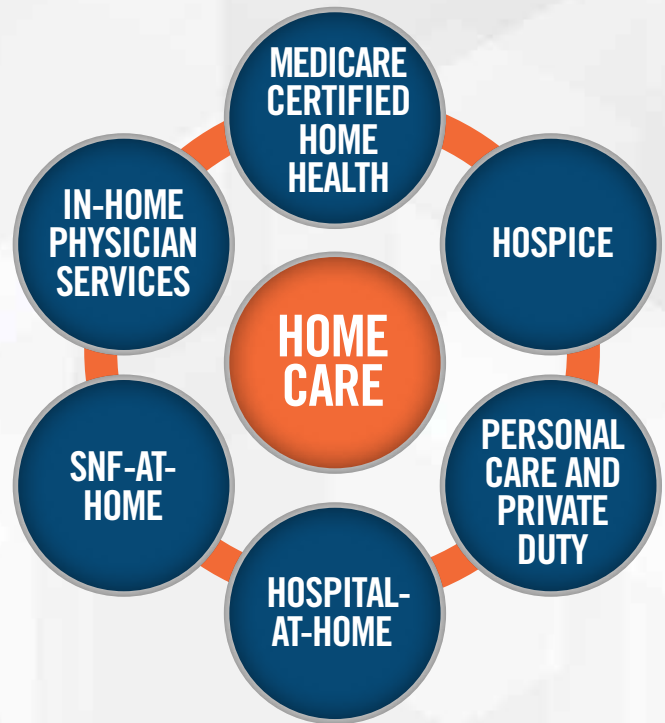 MEDICARE
CERTIFIED
HOME
HEALTH
HOSPICE
PERSONAL
CARE AND
PRIVATE
DUTY
HOSPITAL-
AT-HOME
SNF-AT-
HOME
IN-HOME
PHYSICIAN
SERVICES
HOME
CARE